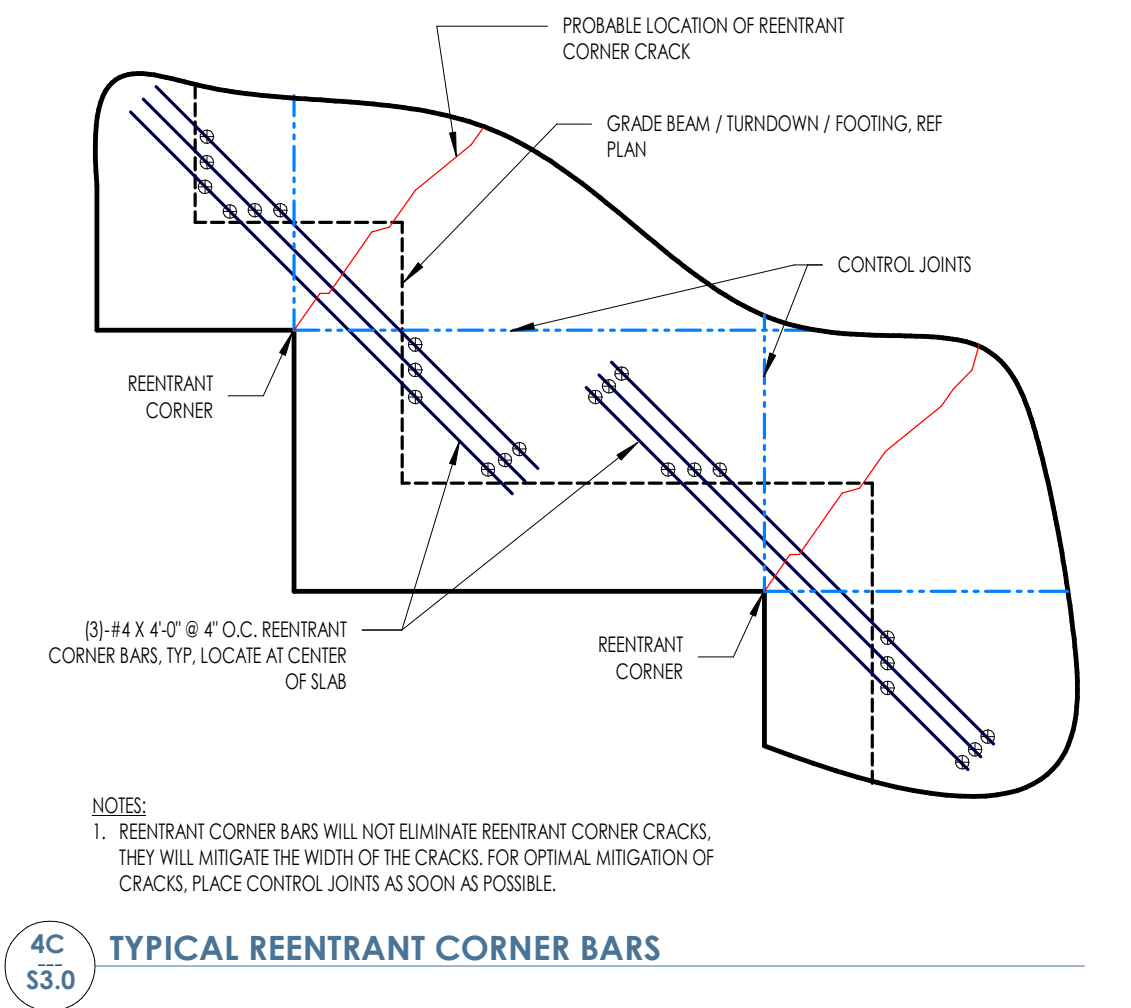 PROBABLE LOCATION OF REENTRANT
CORNER CRACK
GRADE BEAM / TURNDOWN / FOOTING, REF
PLAN
CONTROL JOINTS
REENTRANT
CORNER
(3)-#4 X 4'-0" @ 4" O.C. REENTRANT
CORNER BARS, TYP, LOCATE AT CENTER
OF SLAB
REENTRANT
CORNER
NOTES:
1. REENTRANT CORNER BARS WILL NOT ELIMINATE REENTRANT CORNER CRACKS,
THEY WILL MITIGATE THE WIDTH OF THE CRACKS. FOR OPTIMAL MITIGATION OF
CRACKS, PLACE CONTROL JOINTS AS SOON AS POSSIBLE.
4C
---
S3.0
TYPICAL REENTRANT CORNER BARS